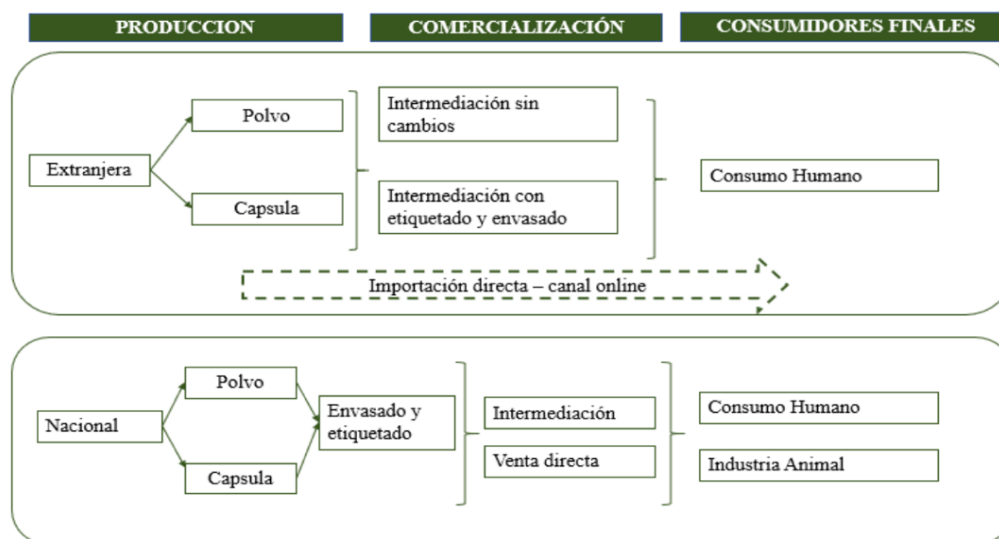 PRODUCCION
COMERCIALIZACIÓN
CONSUMIDORES FINALES
Extranjera
Polvo
Capsula
Intermediación sin
cambios
Intermediación con
etiquetado y envasado
Consumo Humano
Importación directa – canal online
Nacional
Polvo
Capsula
Envasado y
etiquetado
Intermediación
Venta directa
Consumo Humano
Industria Animal